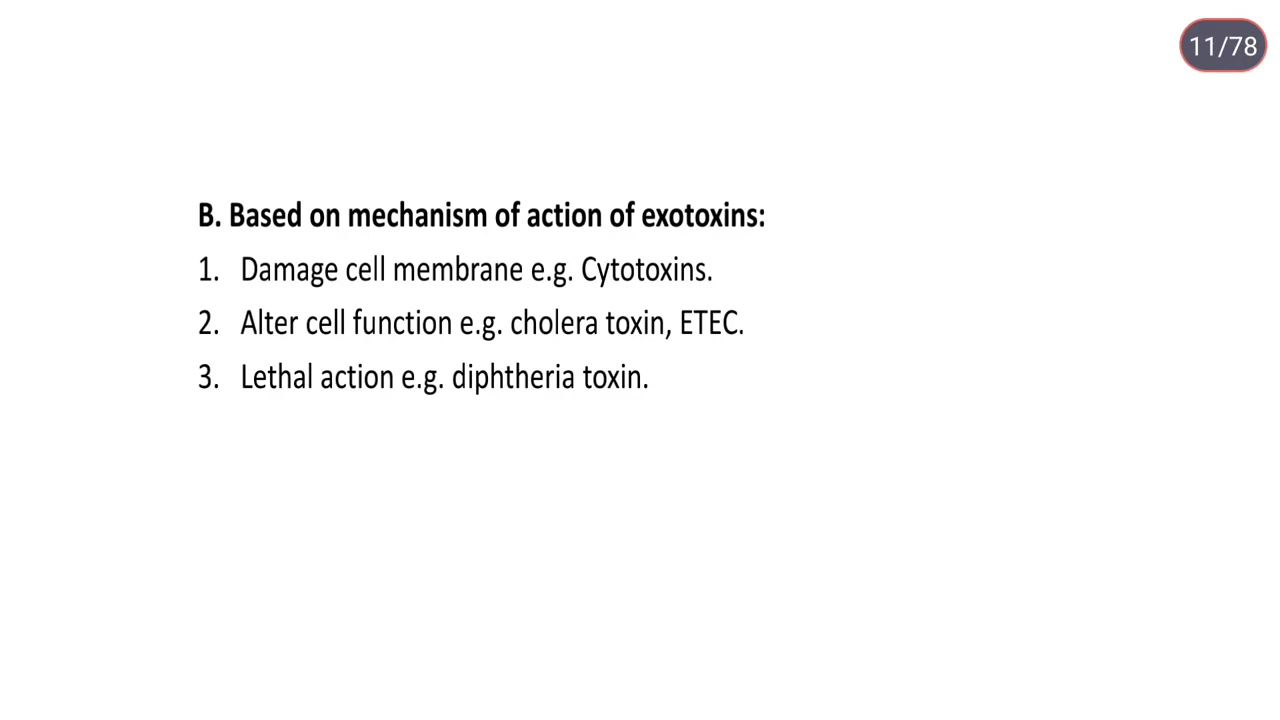 11/78
B. Based on mechanism of action of exotoxins:
1. Damage cell membrane e.g. Cytotoxins.
2. Alter cell function e.g. cholera toxin, ETEC.
3. Lethal action e.g. diphtheria toxin.